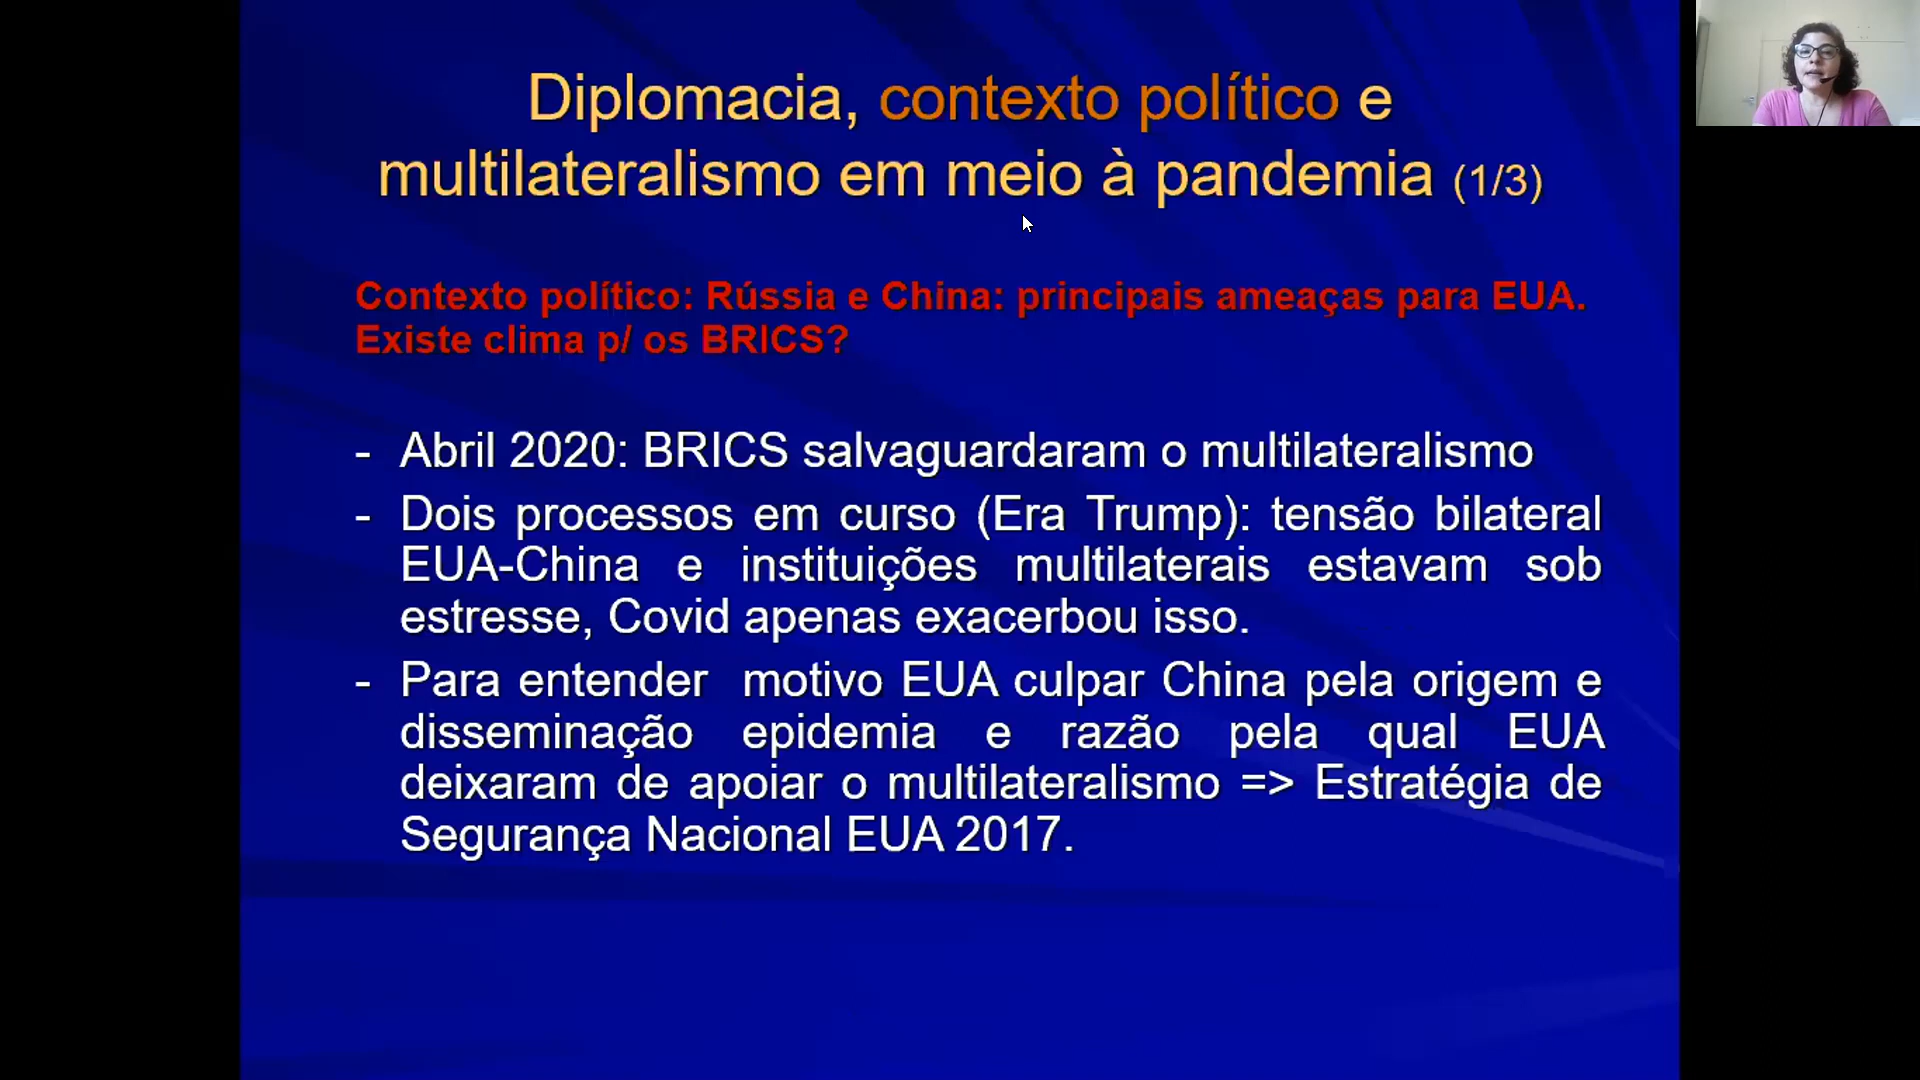 Diplomacia, contexto político e
multilateralismo em meio à pandemia (1/3)
Contexto político: Rússia e China: principais ameaças para EUA.
Existe clima p/ os BRICS?
- Abril 2020: BRICS salvaguardaram o multilateralismo
- Dois processos em curso (Era Trump): tensão bilateral
EUA-China e instituições multilaterais estavam sob
estresse, Covid apenas exacerbou isso.
- Para entender motivo EUA culpar China pela origem e
disseminação epidemia e razão pela qual EUA
deixaram de apoiar o multilateralismo => Estratégia de
Segurança Nacional EUA 2017.